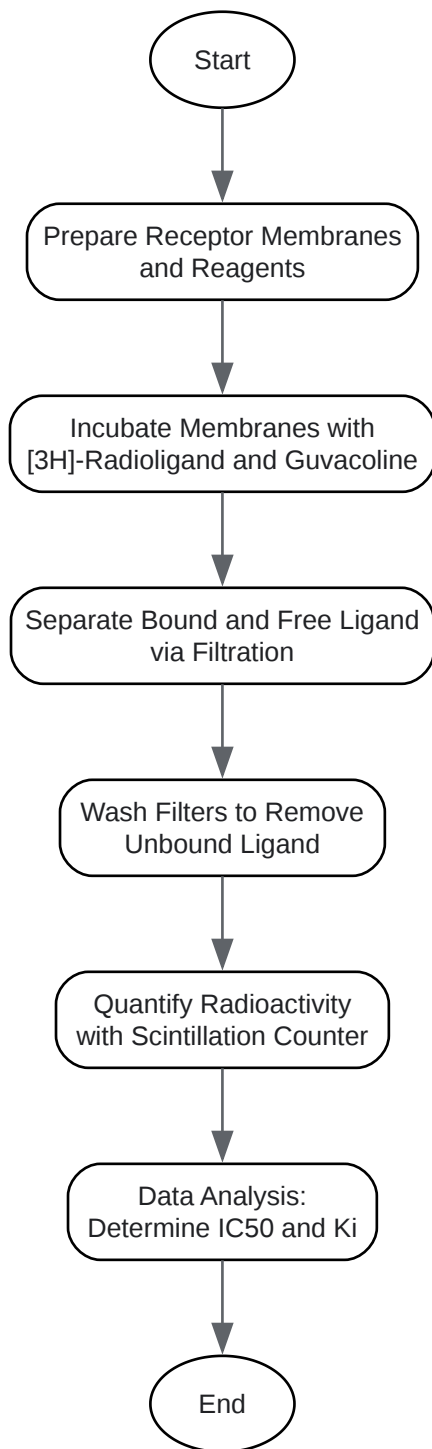 Start
Prepare Receptor Membranes
and Reagents
Incubate Membranes with
[3H]-Radioligand and Guvacoline
Separate Bound and Free Ligand
via Filtration
Wash Filters to Remove
Unbound Ligand
Quantify Radioactivity
with Scintillation Counter
Data Analysis:
Determine IC50 and Ki
End